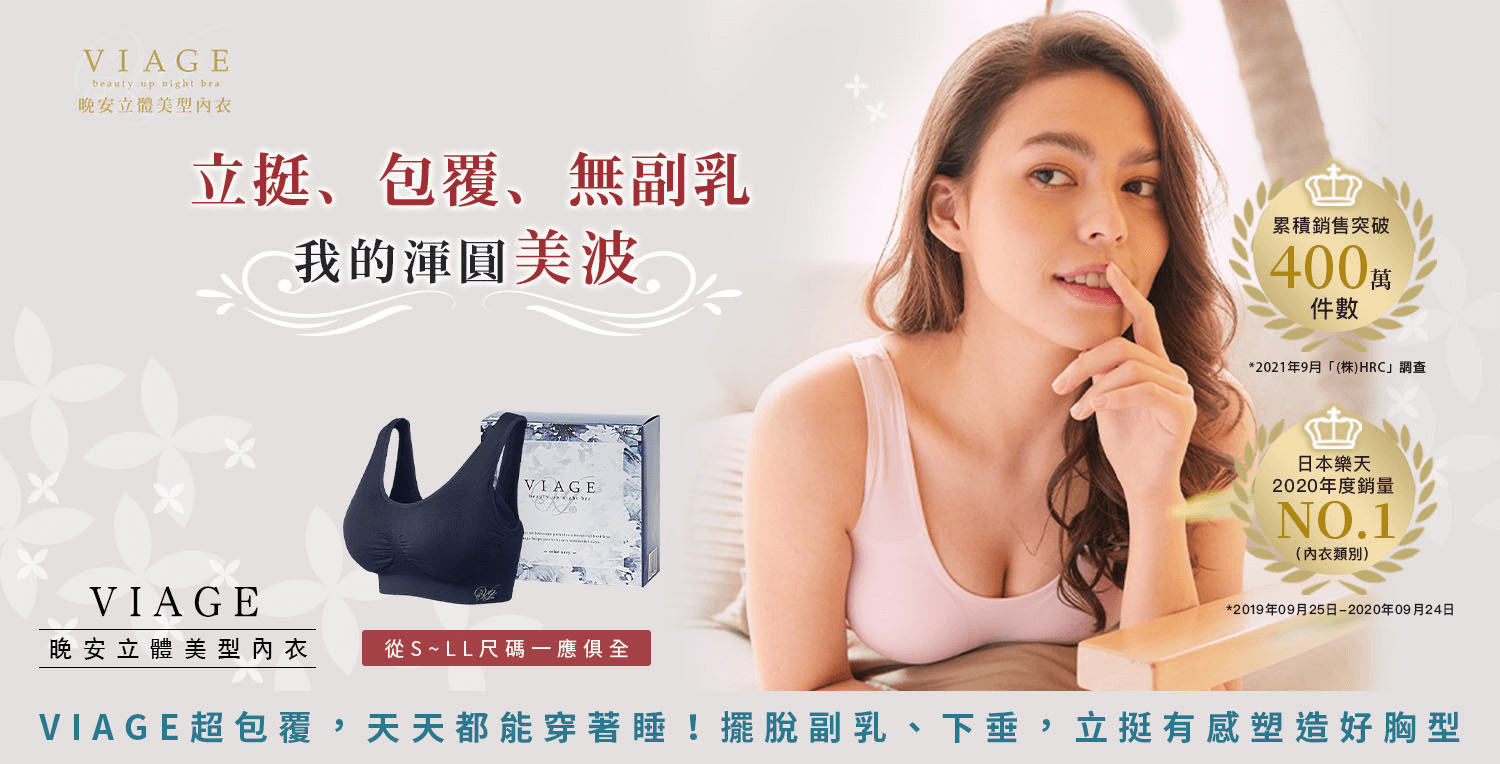 VIAGE
beauty up night bra
晚安立體美型內衣
立挺、包覆、無副乳
我的渾圓美波
累積銷售突破
400萬
件數
*2021年9月「(株)HRC」調查
日本樂天
2020年度銷量
NO.1
(內衣類別)
*2019年09月25日-2020年09月24日
VIAGE
beauty up night bra
VIAGE
晚安立體美型內衣
從S~LL尺碼一應俱全
VIAGE超包覆，天天都能穿著睡！擺脫副乳、下垂，立挺有感塑造好胸型